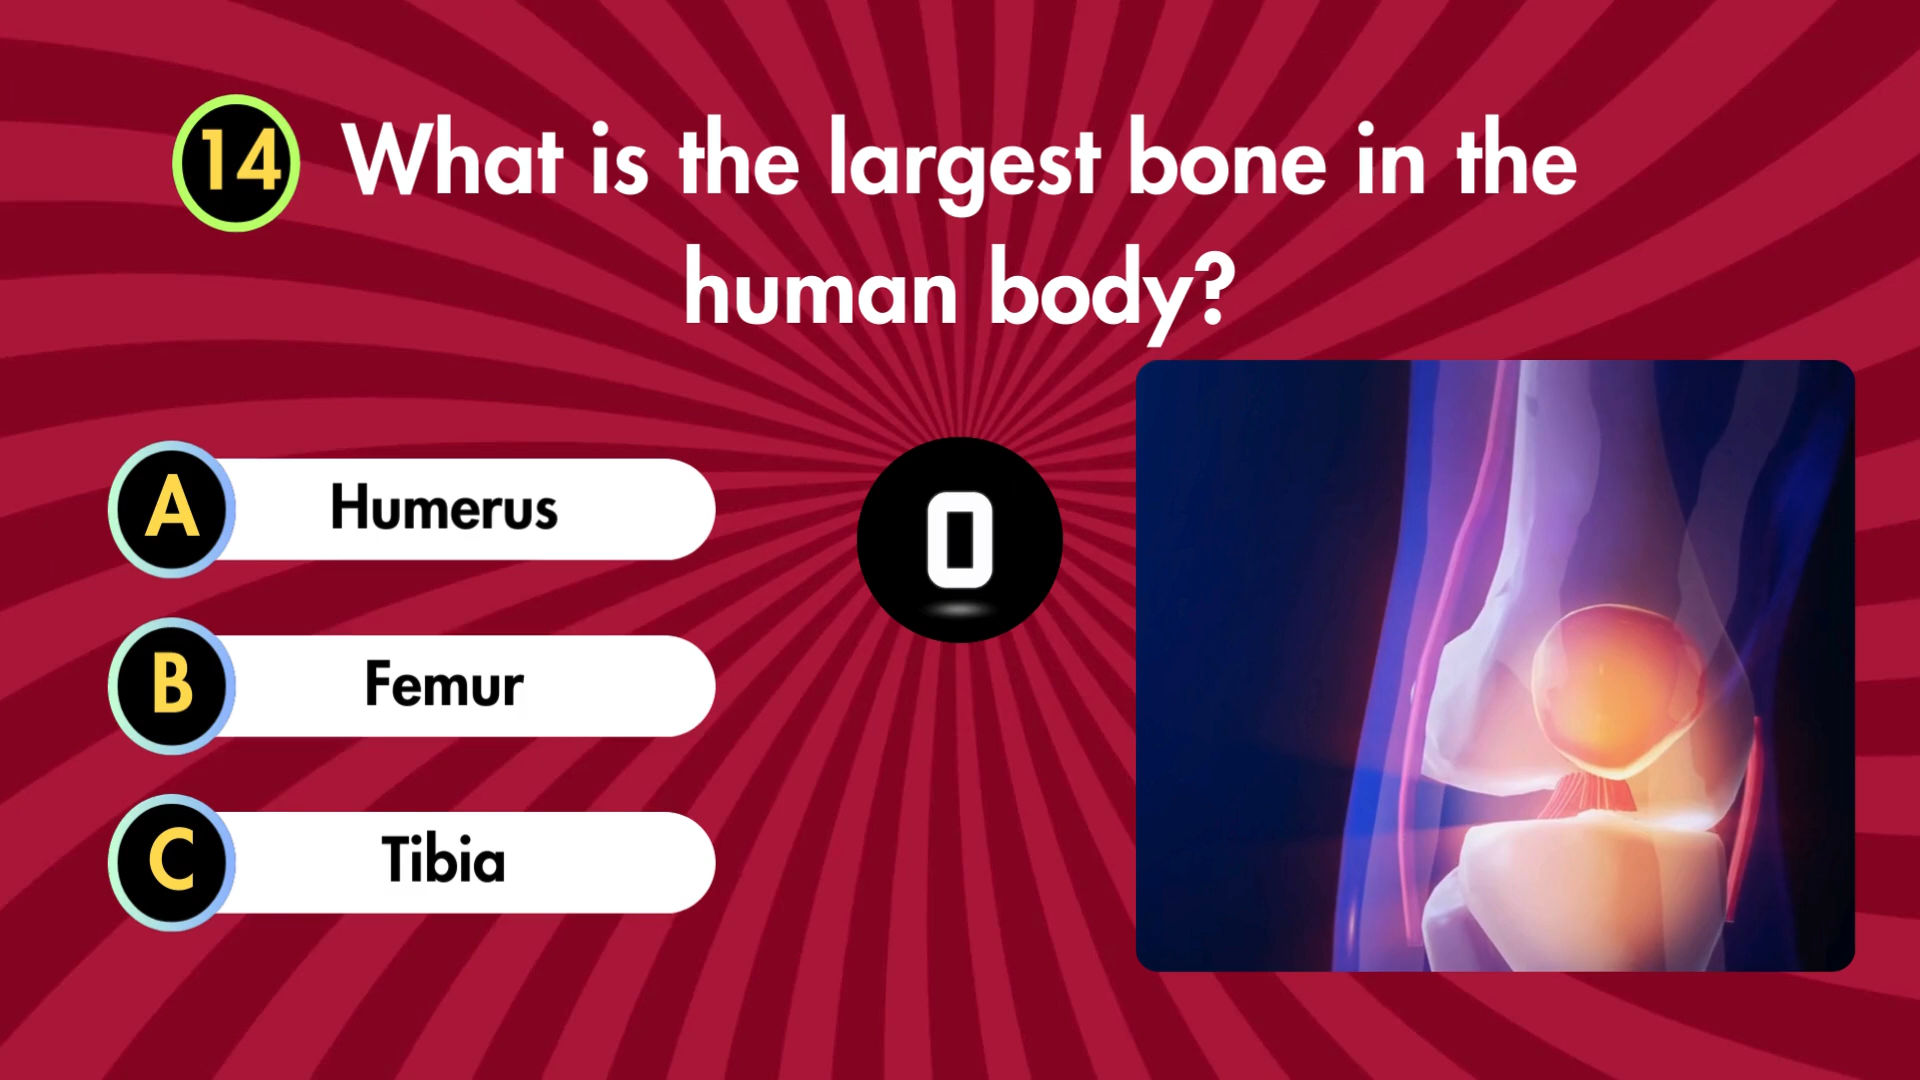 14 What is the largest bone in the
human body?
A Humerus
0
B Femur
C Tibia